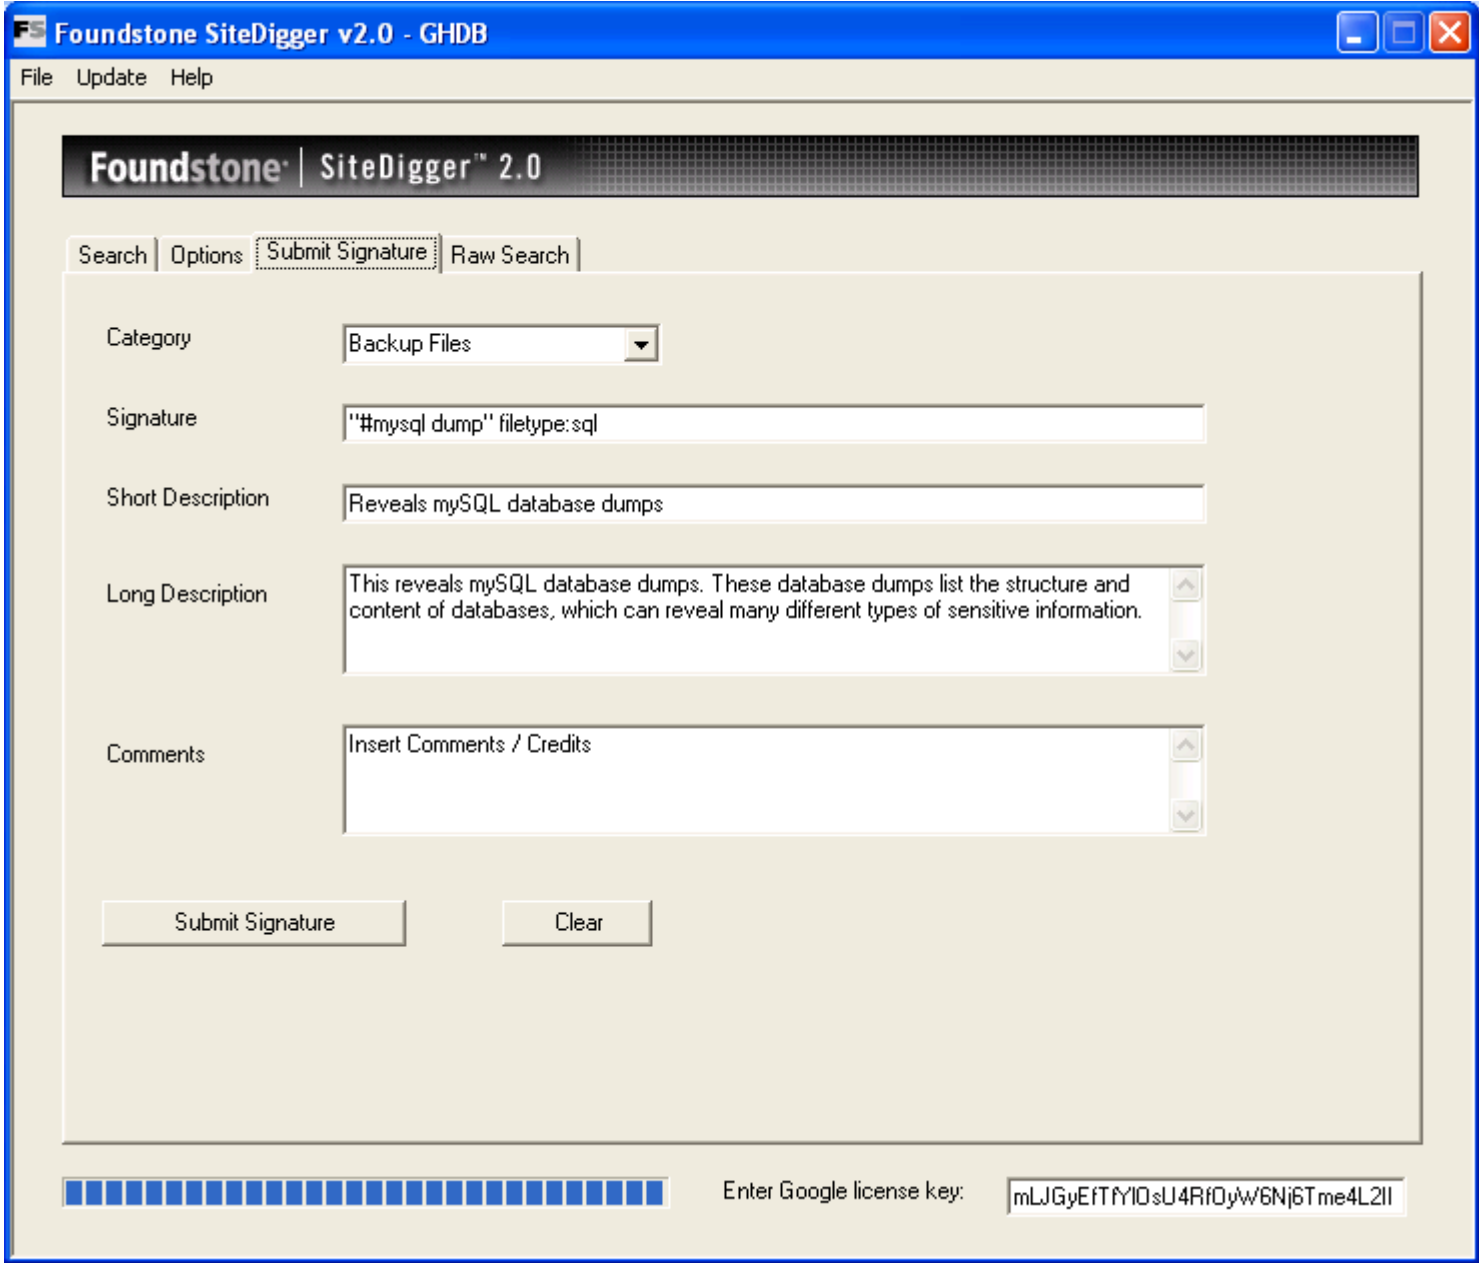 FS Foundstone SiteDigger v2.0 - GHDB
File Update Help
Foundstone SiteDigger™ 2.0
Search Options Submit Signature Raw Search
Category Backup Files
Signature "#mysql dump" filetype:sql
Short Description Reveals mySQL database dumps
Long Description
This reveals mySQL database dumps. These database dumps list the structure and
content of databases, which can reveal many different types of sensitive information.
Comments
Insert Comments / Credits
Submit Signature Clear
Enter Google license key: